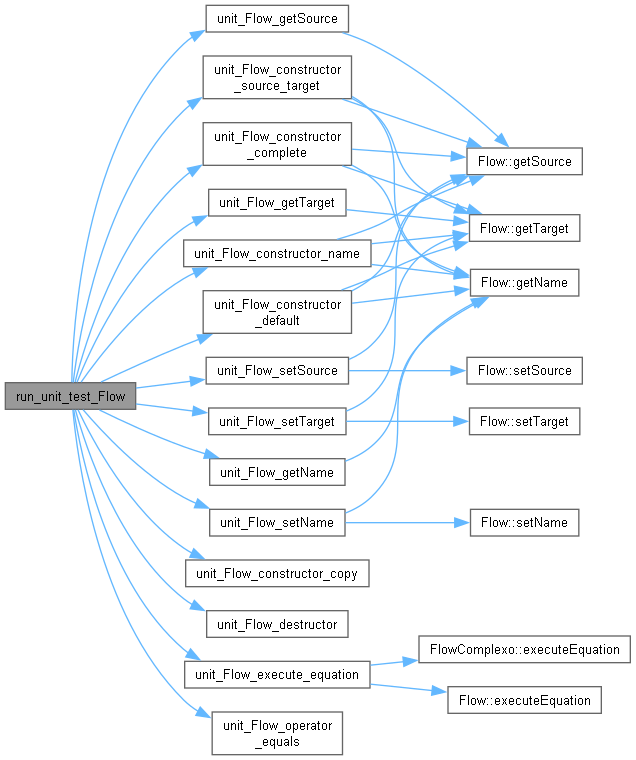 run_unit_test_Flow
unit_Flow_getSource
unit_Flow_constructor
_source_target
unit_Flow_constructor
_complete
unit_Flow_getTarget
unit_Flow_constructor_name
unit_Flow_constructor
_default
unit_Flow_setSource
unit_Flow_setTarget
unit_Flow_getName
unit_Flow_setName
unit_Flow_constructor_copy
unit_Flow_destructor
unit_Flow_execute_equation
unit_Flow_operator
_equals
Flow::getSource
Flow::getTarget
Flow::getName
Flow::setSource
Flow::setTarget
Flow::setName
FlowComplexo::executeEquation
Flow::executeEquation